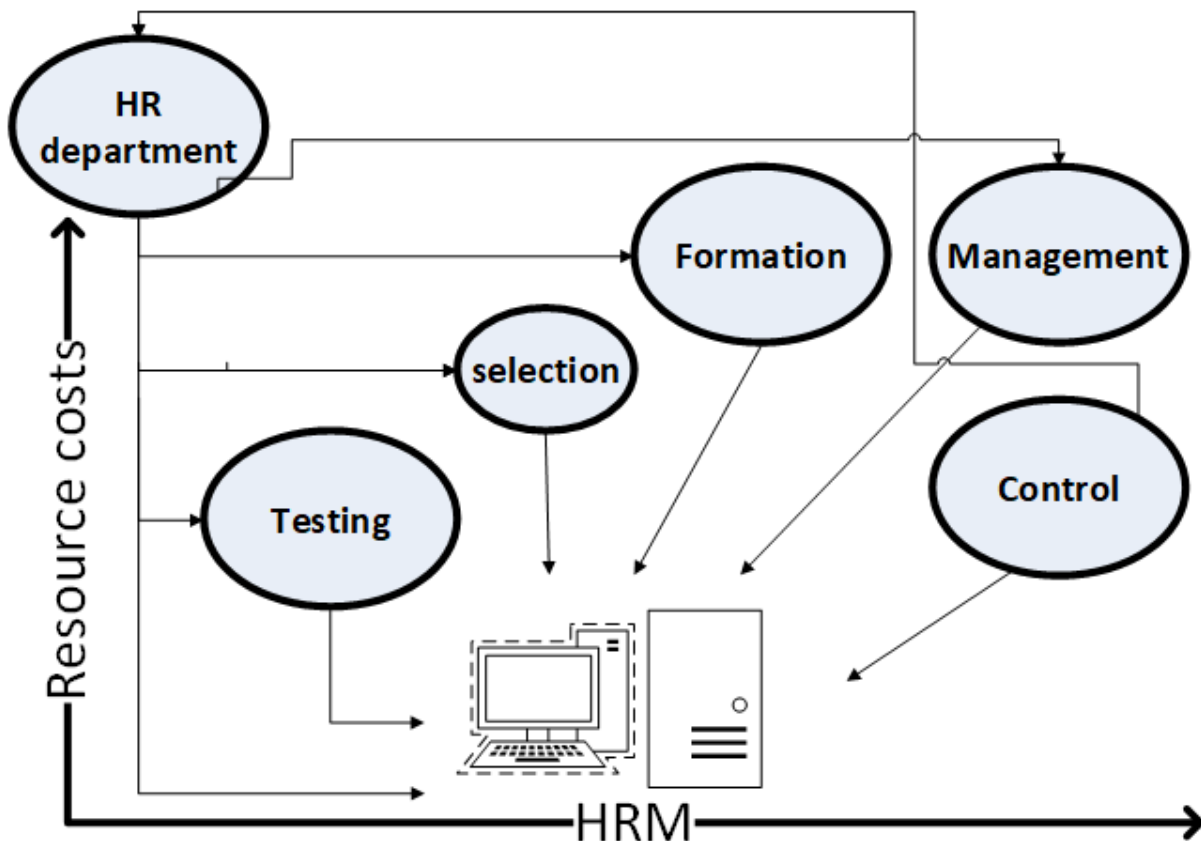 HR
department
Formation
Management
selection
Control
Testing
Resource costs
HRM